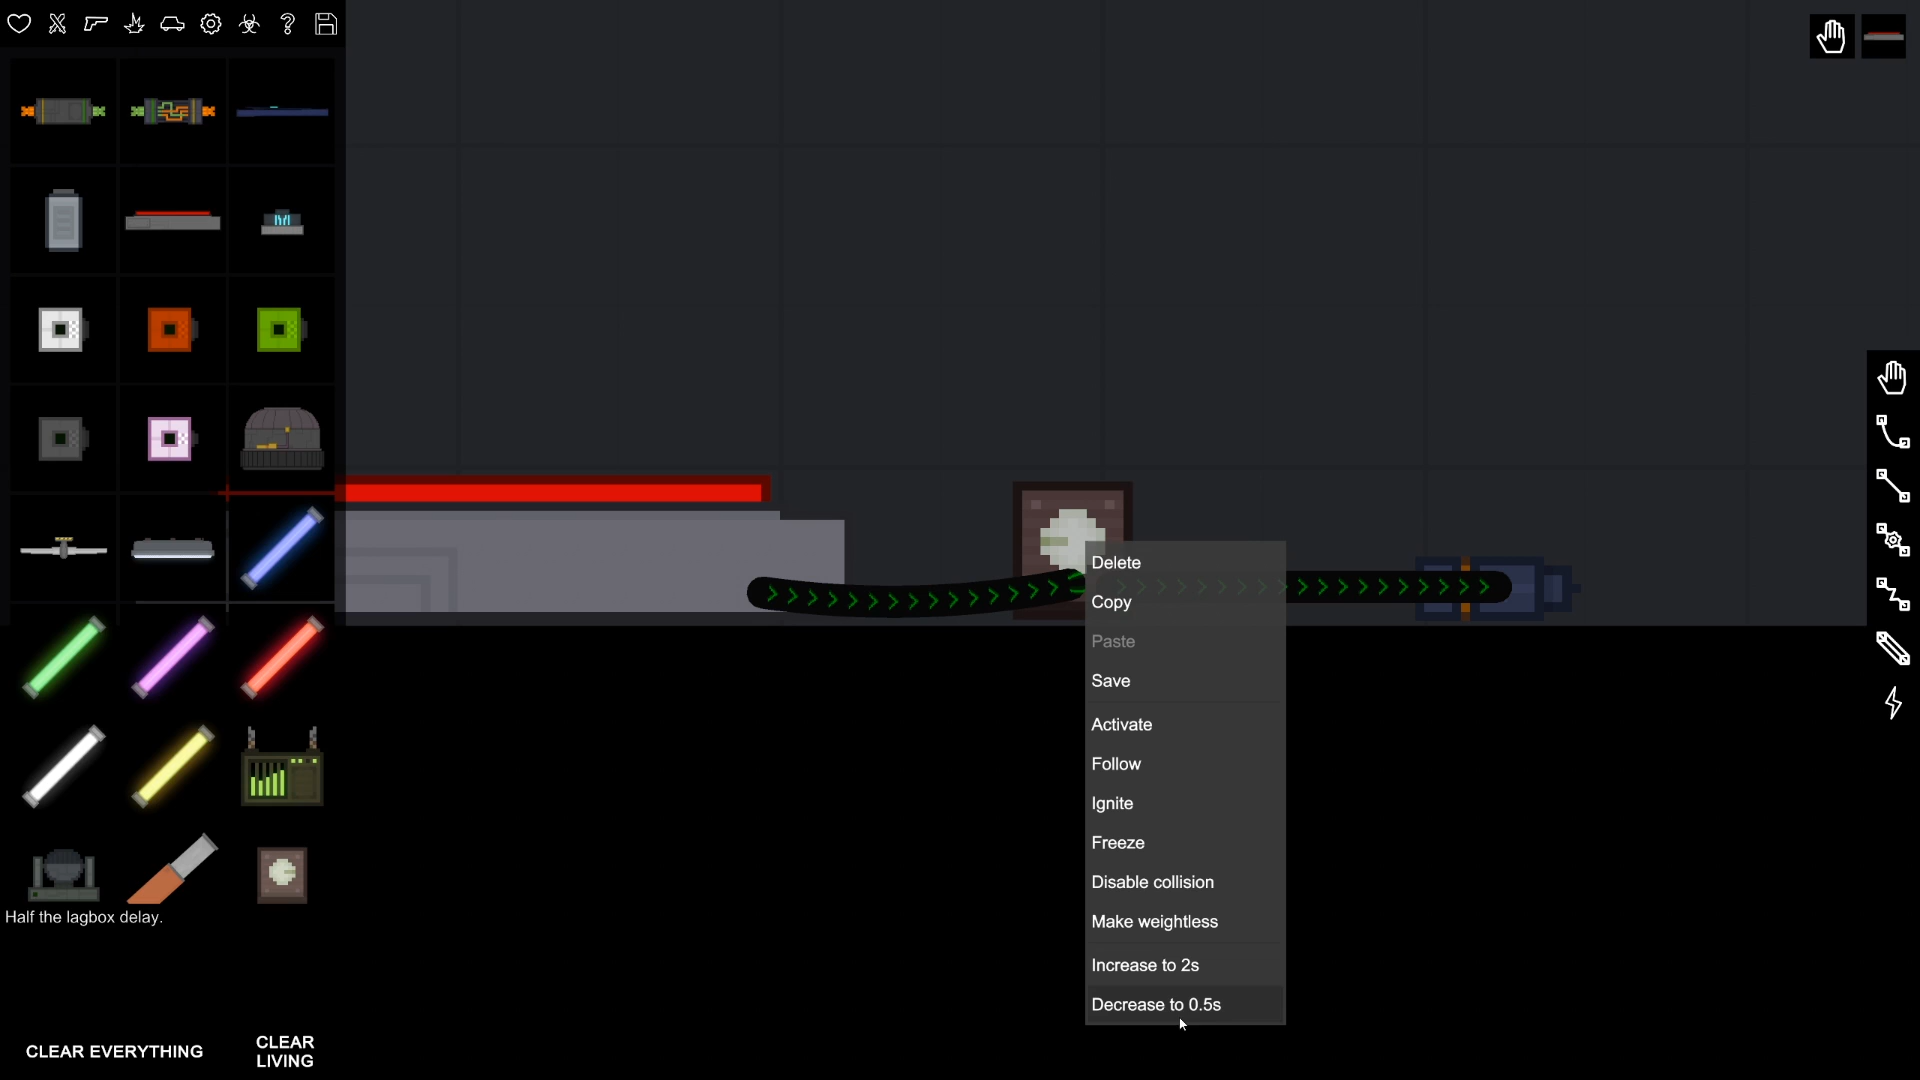 Delete
Copy
Paste
Save
Activate
Follow
Ignite
Freeze
Disable collision
Make weightless
Half the lagbox delay.
Increase to 2s
Decrease to 0.5s
CLEAR EVERYTHING
CLEAR
LIVING